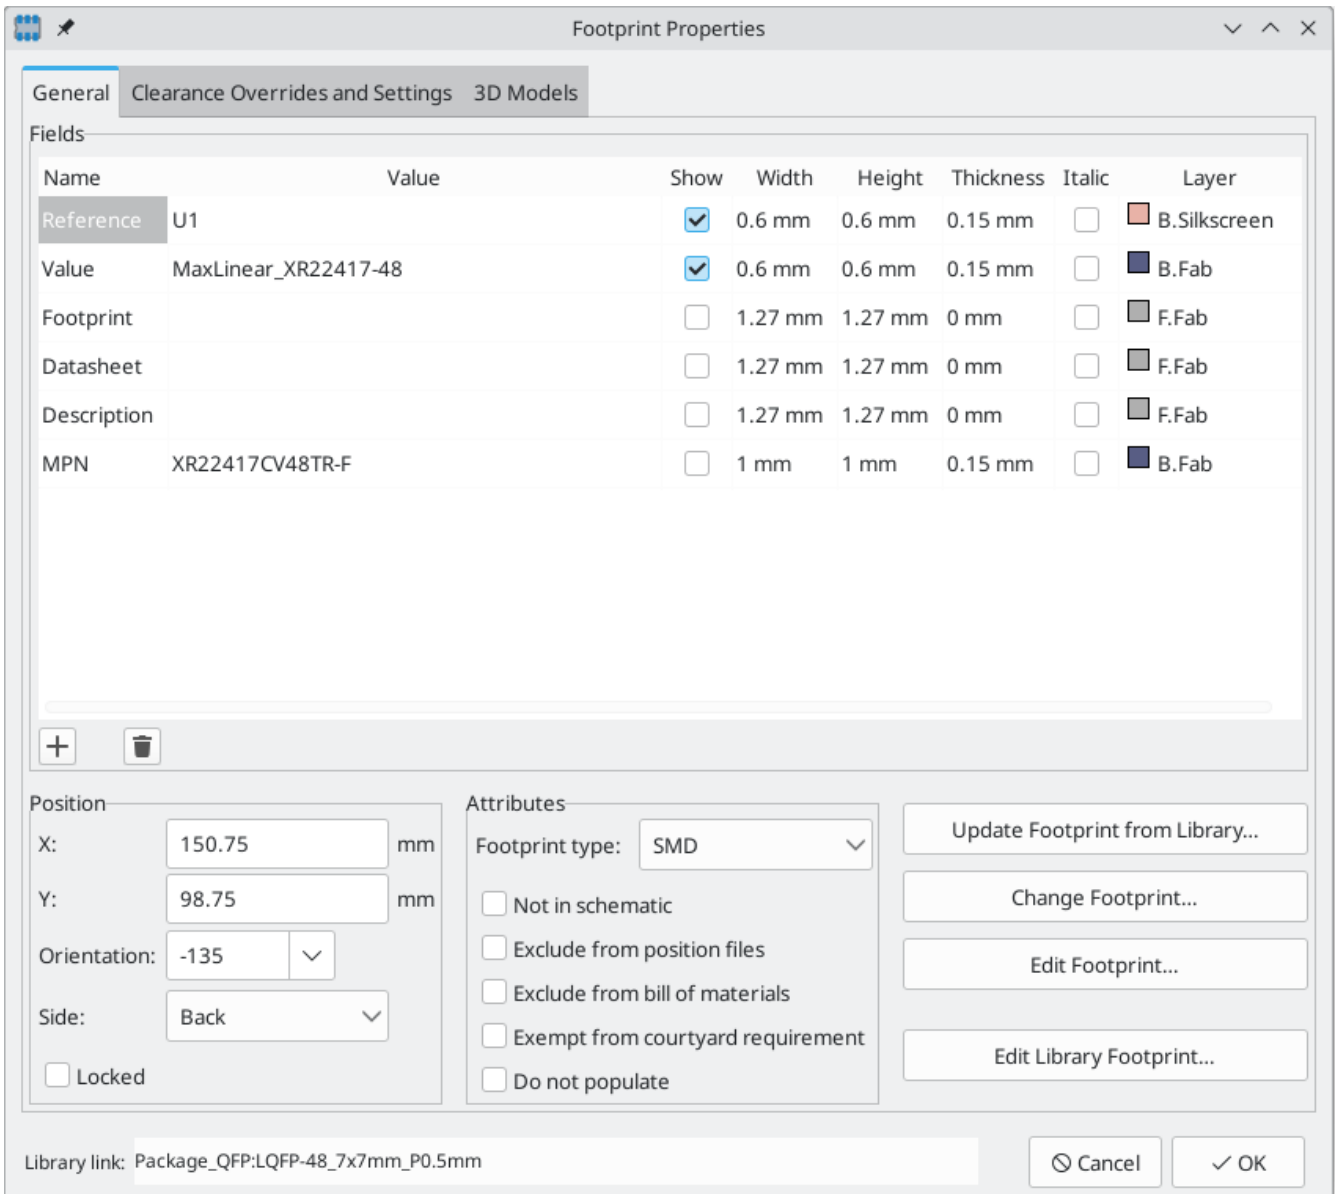 Footprint Properties
General Clearance Overrides and Settings 3D Models
Fields
Name Value Show Width Height Thickness Italic Layer
Reference U1 0.6 mm 0.6 mm 0.15 mm B.Silkscreen
Value MaxLinear_XR22417-48 0.6 mm 0.6 mm 0.15 mm B.Fab
Footprint 1.27 mm 1.27 mm 0 mm F.Fab
Datasheet 1.27 mm 1.27 mm 0 mm F.Fab
Description 1.27 mm 1.27 mm 0 mm F.Fab
MPN XR22417CV48TR-F 1 mm 1 mm 0.15 mm B.Fab
Position
X: 150.75 mm
Y: 98.75 mm
Orientation: -135
Side: Back
Locked
Attributes
Footprint type: SMD
Not in schematic
Exclude from position files
Exclude from bill of materials
Exempt from courtyard requirement
Do not populate
Update Footprint from Library...
Change Footprint...
Edit Footprint...
Edit Library Footprint...
Library link: Package_QFP:LQFP-48_7x7mm_P0.5mm
Cancel OK